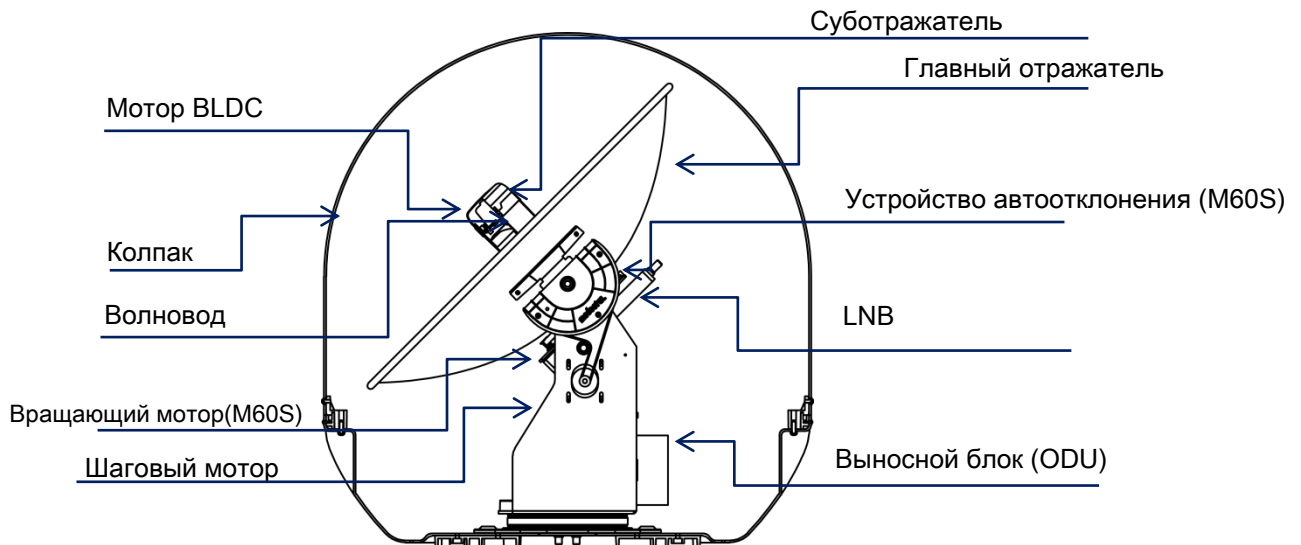 Суботражатель
Главный отражатель
Мотор BLDC
Устройство автоотклонения (M60S)
Колпак
Волновод
LNB
Вращающий мотор(M60S)
Шаговый мотор
Выносной блок (ODU)